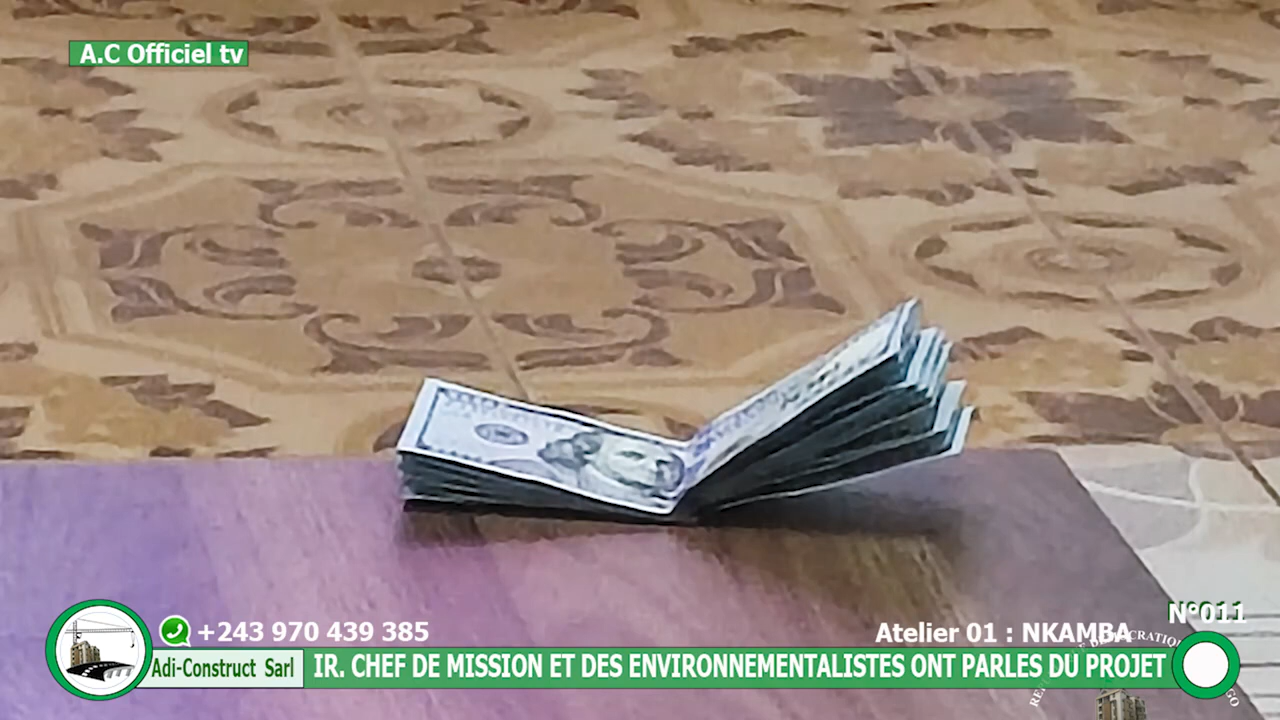 A.C Officiel tv
N°011
+243 970 439 385
Atelier 01 : NKAMBA
Adi-Construct Sarl
IR. CHEF DE MISSION ET DES ENVIRONNEMENTALISTES ONT PARLES DU PROJET